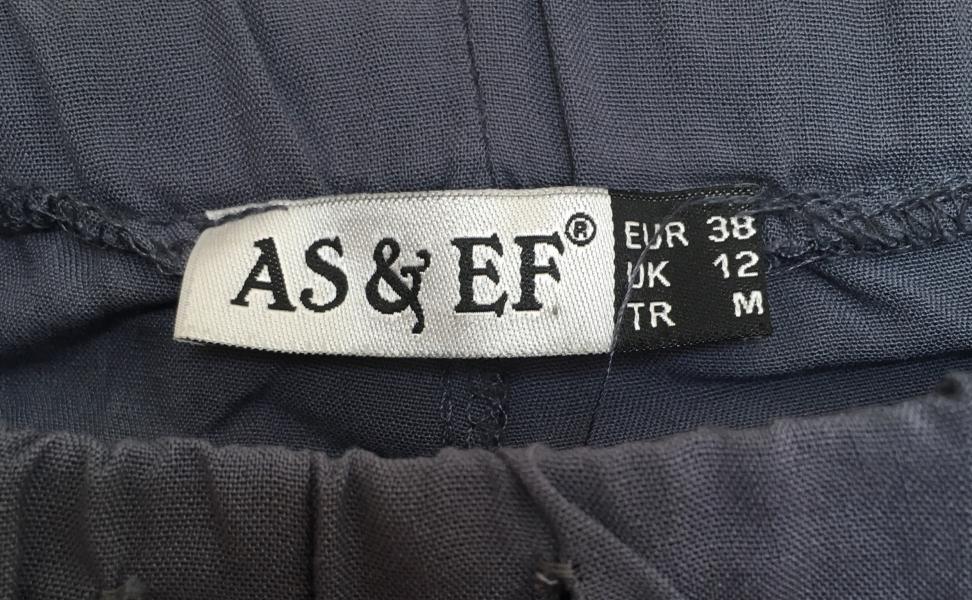 AS & EF®
EUR 38
UK 12
TR M